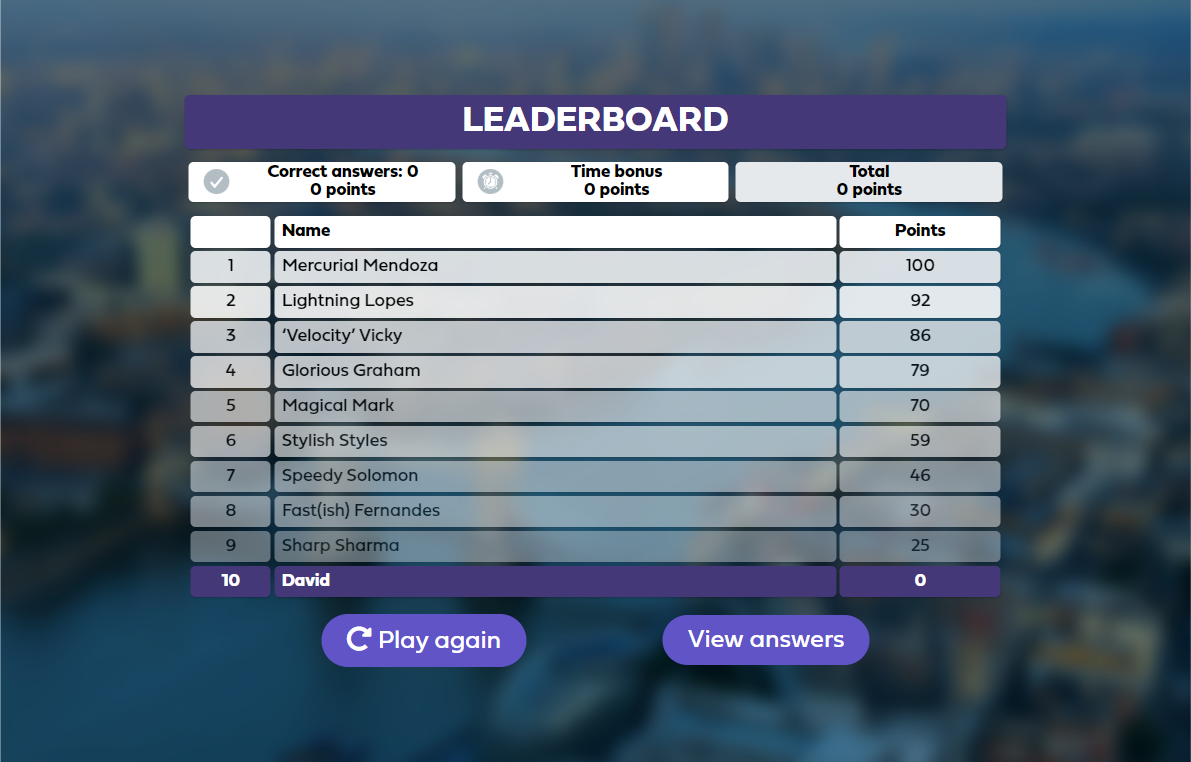 LEADERBOARD
Correct answers: 0
0 points
Time bonus
0 points
Total
0 points
Name Points
1 Mercurial Mendoza 100
2 Lightning Lopes 92
3 ‘Velocity’ Vicky 86
4 Glorious Graham 79
5 Magical Mark 70
6 Stylish Styles 59
7 Speedy Solomon 46
8 Fast(ish) Fernandes 30
9 Sharp Sharma 25
10 David 0
Play again View answers